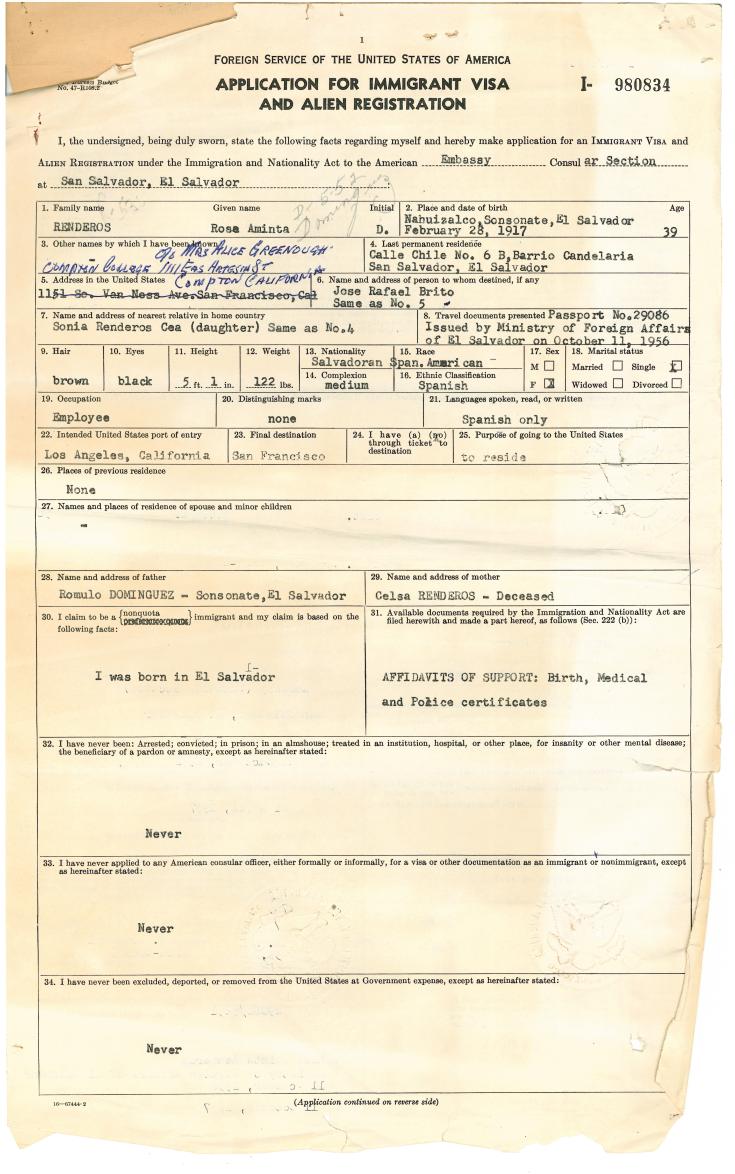 1
FOREIGN SERVICE OF THE UNITED STATES OF AMERICA
No. 47-R108.2
APPLICATION FOR IMMIGRANT VISA
AND ALIEN REGISTRATION
I- 980834
I, the undersigned, being duly sworn, state the following facts regarding myself and hereby make application for an IMMIGRANT VISA and
ALIEN REGISTRATION under the Immigration and Nationality Act to the American Embassy Consul ar Section
at San Salvador, El Salvador
1. Family name Given name Initial
RENDEROS Rosa Aminta D.
2. Place and date of birth Age
Nahuizalco,Sonsonate,El Salvador
February 28, 1917 39
3. Other names by which I have been known
c/o MRS ALICE GREENOUGH
COMPTON COLLEGE 1111 EAS ARTESIA ST
COMPTON CALIFORNIA
4. Last permanent residence
Calle Chile No. 6 B,Barrio Candelaria
San Salvador, El Salvador
5. Address in the United States
1151 So. Van Ness Ave.San Francisco,Cal
6. Name and address of person to whom destined, if any
Jose Rafael Brito
Same as No. 5 -
7. Name and address of nearest relative in home country
Sonia Renderos Cea (daughter) Same as No.4
8. Travel documents presented Passport No.29086
Issued by Ministry of Foreign Affairs
of El Salvador on October 11, 1956
9. Hair
brown
10. Eyes
black
11. Height
5 ft. 1 in.
12. Weight
122 lbs.
13. Nationality
Salvadoran
14. Complexion
medium
15. Race
Span.American -
16. Ethnic Classification
Spanish
17. Sex
M
F X
18. Marital status
Married Single
Widowed Divorced
19. Occupation
Employee
20. Distinguishing marks
none
21. Languages spoken, read, or written
Spanish only
22. Intended United States port of entry
Los Angeles, California
23. Final destination
San Francisco
24. I have (a) (no)
through ticket to
destination
25. Purpose of going to the United States
to reside
26. Places of previous residence
None
27. Names and places of residence of spouse and minor children
-
28. Name and address of father
Romulo DOMINGUEZ - Sonsonate,El Salvador
29. Name and address of mother
Celsa RENDEROS - Deceased
30. I claim to be a {nonquota} immigrant and my claim is based on the
following facts:
I was born in El Salvador
31. Available documents required by the Immigration and Nationality Act are
filed herewith and made a part hereof, as follows (Sec. 222 (b)):
AFFIDAVITS OF SUPPORT: Birth, Medical
and Police certificates
32. I have never been: Arrested; convicted; in prison; in an almshouse; treated in an institution, hospital, or other place, for insanity or other mental disease;
the beneficiary of a pardon or amnesty, except as hereinafter stated:
Never
33. I have never applied to any American consular officer, either formally or informally, for a visa or other documentation as an immigrant or nonimmigrant, except
as hereinafter stated:
Never
34. I have never been excluded, deported, or removed from the United States at Government expense, except as hereinafter stated:
Never
16—67444-2
(Application continued on reverse side)